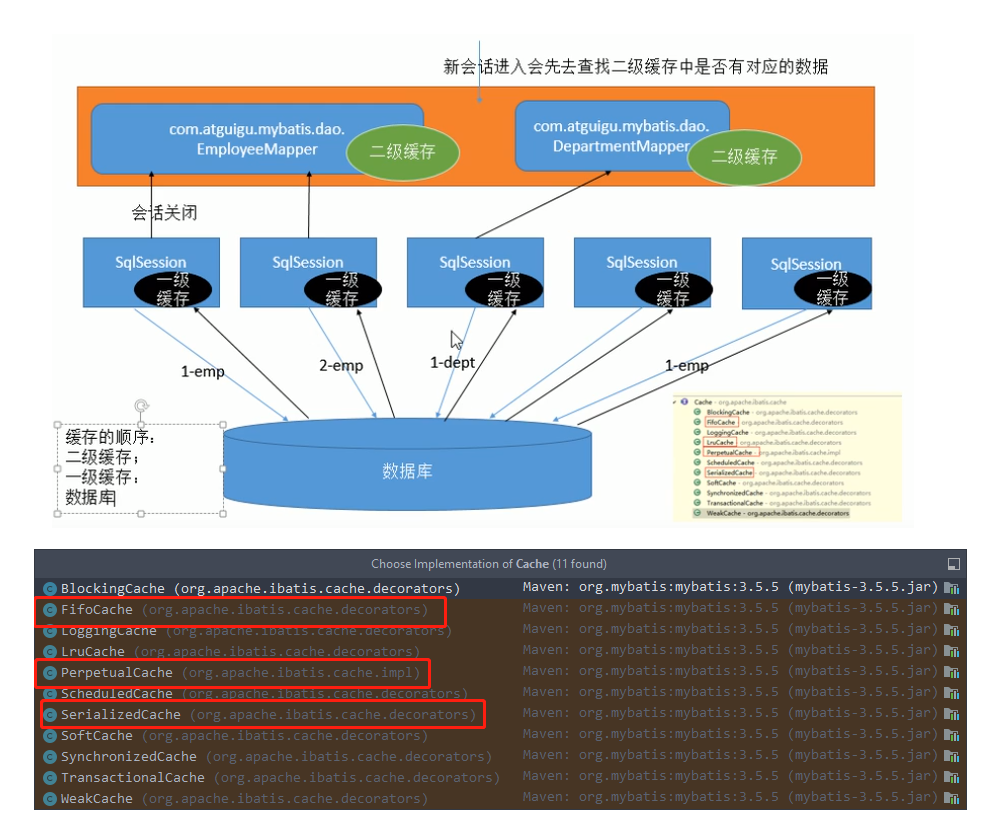 新会话进入会先去查找二级缓存中是否有对应的数据
com.atguigu.mybatis.dao.
EmployeeMapper
二级缓存
com.atguigu.mybatis.dao.
DepartmentMapper
二级缓存
会话关闭
SqlSession
一级
缓存
SqlSession
一级
缓存
SqlSession
一级
缓存
SqlSession
一级
缓存
SqlSession
一级
缓存
1-emp
2-emp
1-dept
1-emp
缓存的顺序：
二级缓存；
一级缓存：
数据库
数据库
Cache - org.apache.ibatis.cache
BlockingCache - org.apache.ibatis.cache.decorators
FifoCache - org.apache.ibatis.cache.decorators
LoggingCache - org.apache.ibatis.cache.decorators
LruCache - org.apache.ibatis.cache.decorators
PerpetualCache - org.apache.ibatis.cache.impl
ScheduledCache - org.apache.ibatis.cache.decorators
SerializedCache - org.apache.ibatis.cache.decorators
SoftCache - org.apache.ibatis.cache.decorators
SynchronizedCache - org.apache.ibatis.cache.decorators
TransactionalCache - org.apache.ibatis.cache.decorators
WeakCache - org.apache.ibatis.cache.decorators
Choose Implementation of Cache (11 found)
BlockingCache (org.apache.ibatis.cache.decorators) Maven: org.mybatis:mybatis:3.5.5 (mybatis-3.5.5.jar)
FifoCache (org.apache.ibatis.cache.decorators) Maven: org.mybatis:mybatis:3.5.5 (mybatis-3.5.5.jar)
LoggingCache (org.apache.ibatis.cache.decorators) Maven: org.mybatis:mybatis:3.5.5 (mybatis-3.5.5.jar)
LruCache (org.apache.ibatis.cache.decorators) Maven: org.mybatis:mybatis:3.5.5 (mybatis-3.5.5.jar)
PerpetualCache (org.apache.ibatis.cache.impl) Maven: org.mybatis:mybatis:3.5.5 (mybatis-3.5.5.jar)
ScheduledCache (org.apache.ibatis.cache.decorators) Maven: org.mybatis:mybatis:3.5.5 (mybatis-3.5.5.jar)
SerializedCache (org.apache.ibatis.cache.decorators) Maven: org.mybatis:mybatis:3.5.5 (mybatis-3.5.5.jar)
SoftCache (org.apache.ibatis.cache.decorators) Maven: org.mybatis:mybatis:3.5.5 (mybatis-3.5.5.jar)
SynchronizedCache (org.apache.ibatis.cache.decorators) Maven: org.mybatis:mybatis:3.5.5 (mybatis-3.5.5.jar)
TransactionalCache (org.apache.ibatis.cache.decorators) Maven: org.mybatis:mybatis:3.5.5 (mybatis-3.5.5.jar)
WeakCache (org.apache.ibatis.cache.decorators) Maven: org.mybatis:mybatis:3.5.5 (mybatis-3.5.5.jar)